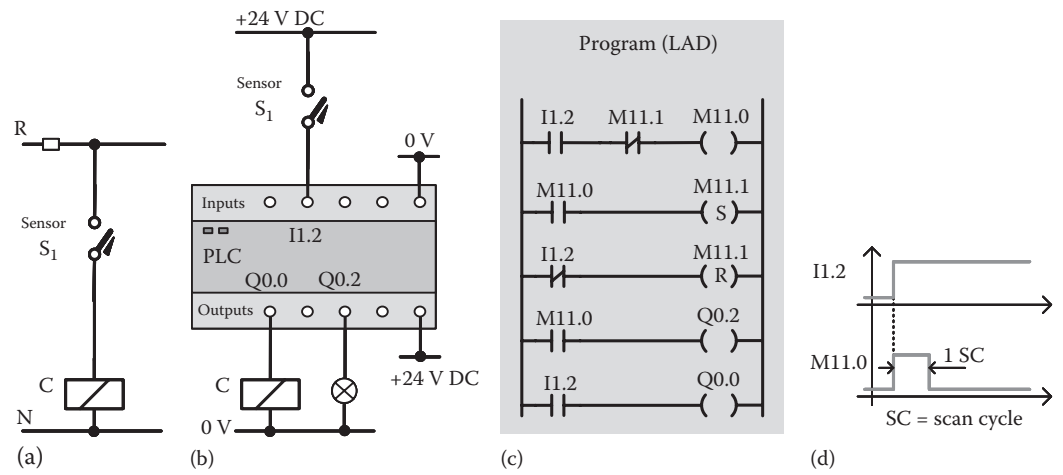 R
Sensor
S1
C
N
(a)
+24 V DC
Sensor
S1
0 V
Inputs
I1.2
PLC
Q0.0 Q0.2
Outputs
+24 V DC
C
0 V
(b)
Program (LAD)
I1.2 M11.1 M11.0
M11.0 M11.1
S
I1.2 M11.1
R
M11.0 Q0.2
I1.2 Q0.0
(c)
I1.2
M11.0
1 SC
SC = scan cycle
(d)